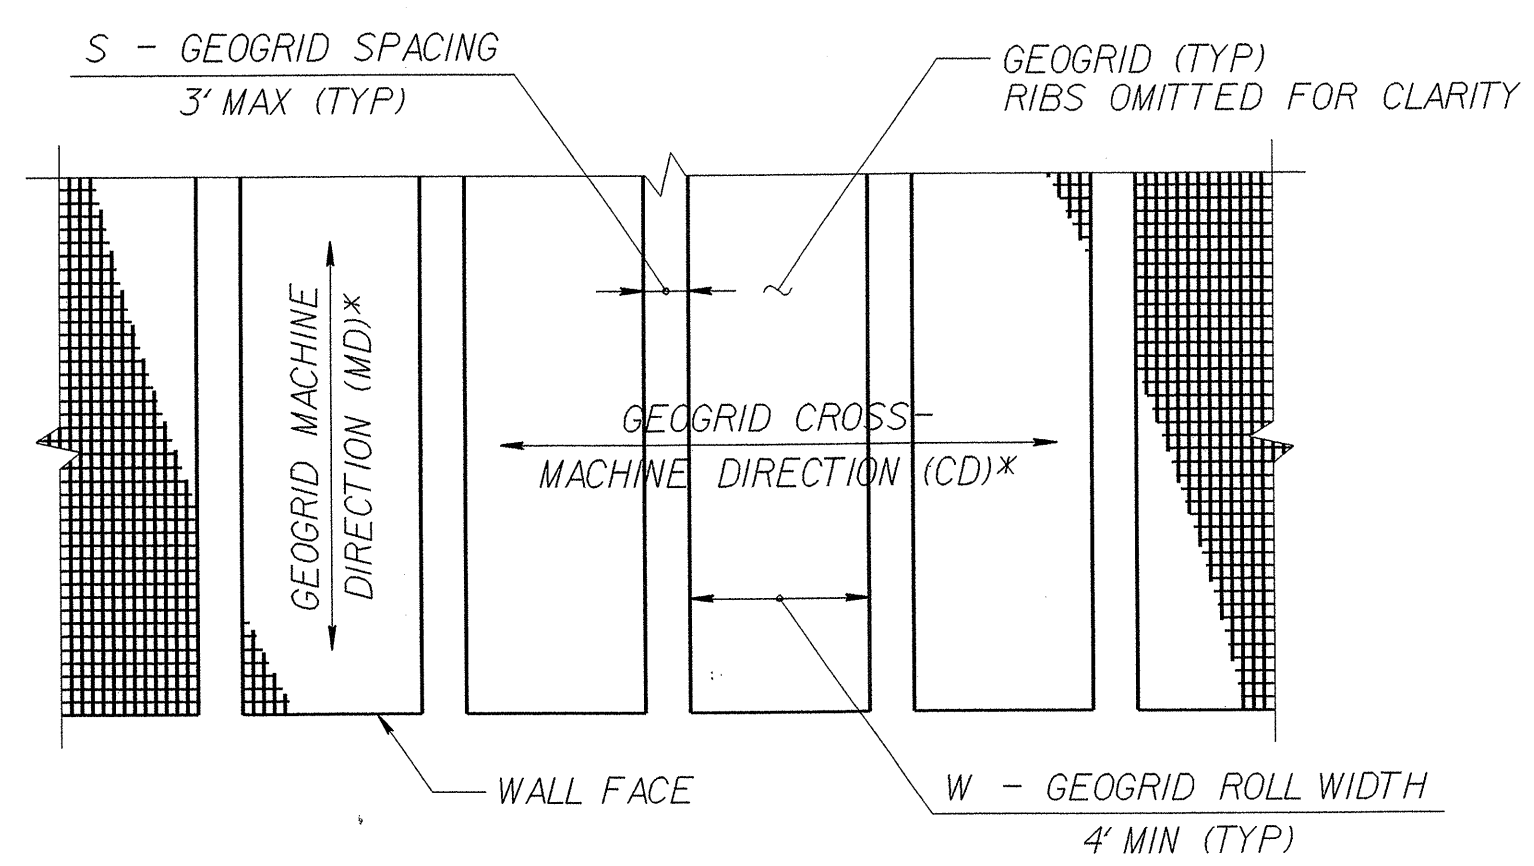 S - GEOGRID SPACING
3' MAX (TYP)
GEOGRID (TYP)
RIBS OMITTED FOR CLARITY
GEOGRID MACHINE
DIRECTION (MD)*
GEOGRID CROSS-
MACHINE DIRECTION (CD)*
WALL FACE
W - GEOGRID ROLL WIDTH
4' MIN (TYP)